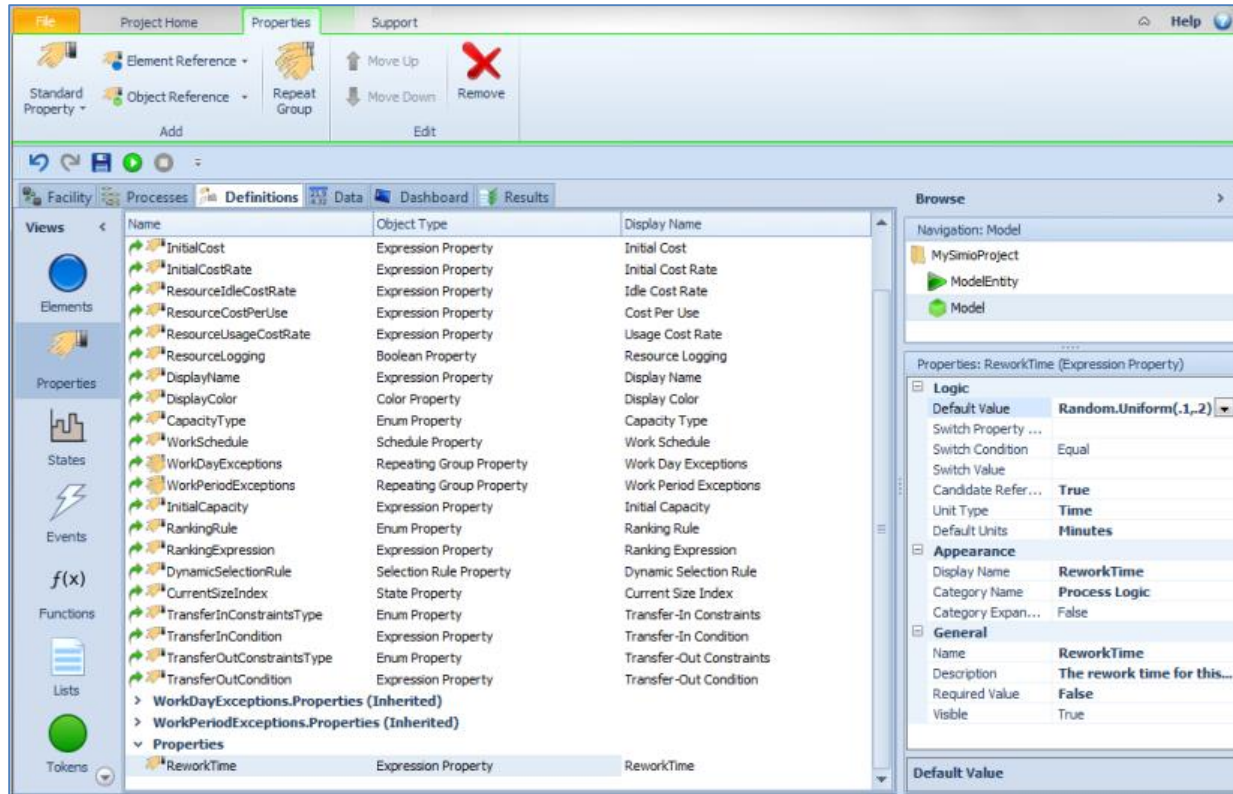 File Project Home Properties Support Help
Standard Property
Element Reference
Object Reference
Repeat Group
Move Up
Move Down
Remove
Add Edit
Facility Processes Definitions Data Dashboard Results
Views
Elements
Properties
States
Events
f(x)
Functions
Lists
Tokens
Name Object Type Display Name
InitialCost Expression Property Initial Cost
InitialCostRate Expression Property Initial Cost Rate
ResourceIdleCostRate Expression Property Idle Cost Rate
ResourceCostPerUse Expression Property Cost Per Use
ResourceUsageCostRate Expression Property Usage Cost Rate
ResourceLogging Boolean Property Resource Logging
DisplayName Expression Property Display Name
DisplayColor Color Property Display Color
CapacityType Enum Property Capacity Type
WorkSchedule Schedule Property Work Schedule
WorkDayExceptions Repeating Group Property Work Day Exceptions
WorkPeriodExceptions Repeating Group Property Work Period Exceptions
InitialCapacity Expression Property Initial Capacity
RankingRule Enum Property Ranking Rule
RankingExpression Expression Property Ranking Expression
DynamicSelectionRule Selection Rule Property Dynamic Selection Rule
CurrentSizeIndex State Property Current Size Index
TransferInConstraintsType Enum Property Transfer-In Constraints
TransferInCondition Expression Property Transfer-In Condition
TransferOutConstraintsType Enum Property Transfer-Out Constraints
TransferOutCondition Expression Property Transfer-Out Condition
WorkDayExceptions.Properties (Inherited)
WorkPeriodExceptions.Properties (Inherited)
Properties
ReworkTime Expression Property ReworkTime
Browse
Navigation: Model
MySimioProject
ModelEntity
Model
Properties: ReworkTime (Expression Property)
Logic
Default Value Random.Uniform(.1,.2)
Switch Property ...
Switch Condition Equal
Switch Value
Candidate Refer... True
Unit Type Time
Default Units Minutes
Appearance
Display Name ReworkTime
Category Name Process Logic
Category Expan... False
General
Name ReworkTime
Description The rework time for this...
Required Value False
Visible True
Default Value